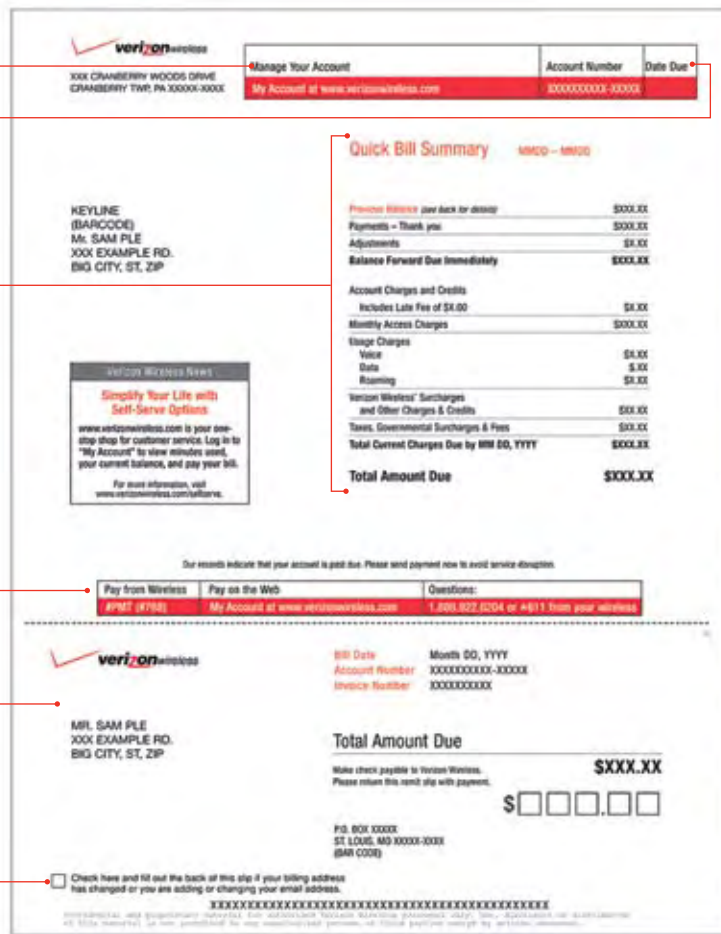 verizonwireless
XXX CRANBERRY WOODS DRIVE
CRANBERRY TWP, PA XXXXX-XXXX
Manage Your Account Account Number Date Due
My Account at www.verizonwireless.com XXXXXXXXXX-XXXXX
Quick Bill Summary MMDD – MMDD
KEYLINE
(BARCODE)
Mr. SAM PLE
XXX EXAMPLE RD.
BIG CITY, ST, ZIP
Previous Balance (see back for details) $XXX.XX
Payments – Thank you $XXX.XX
Adjustments $X.XX
Balance Forward Due Immediately $XXX.XX
Account Charges and Credits
Includes Late Fee of $X.00 $X.XX
Monthly Access Charges $XXX.XX
Usage Charges
Voice $X.XX
Data $.XX
Roaming $X.XX
Verizon Wireless' Surcharges
and Other Charges & Credits $XX.XX
Taxes, Governmental Surcharges & Fees $XX.XX
Total Current Charges Due by MM DD, YYYY $XXX.XX
Total Amount Due $XXX.XX
Verizon Wireless News
Simplify Your Life with
Self-Serve Options
www.verizonwireless.com is your one-
stop shop for customer service. Log in to
"My Account" to view minutes used,
your current balance, and pay your bill.
For more information, visit
www.verizonwireless.com/selfserve.
Our records indicate that your account is past due. Please send payment now to avoid service disruption.
Pay from Wireless Pay on the Web Questions:
#PMT (#768) My Account at www.verizonwireless.com 1.800.922.0204 or *611 from your wireless
verizonwireless
Bill Date Month DD, YYYY
Account Number XXXXXXXXXX-XXXXX
Invoice Number XXXXXXXXXX
MR. SAM PLE
XXX EXAMPLE RD.
BIG CITY, ST, ZIP
Total Amount Due
Make check payable to Verizon Wireless.
Please return this remit slip with payment.
$XXX.XX
$
P.O. BOX XXXXX
ST. LOUIS, MO XXXXX-XXXX
(BAR CODE)
Check here and fill out the back of this slip if your billing address
has changed or you are adding or changing your email address.